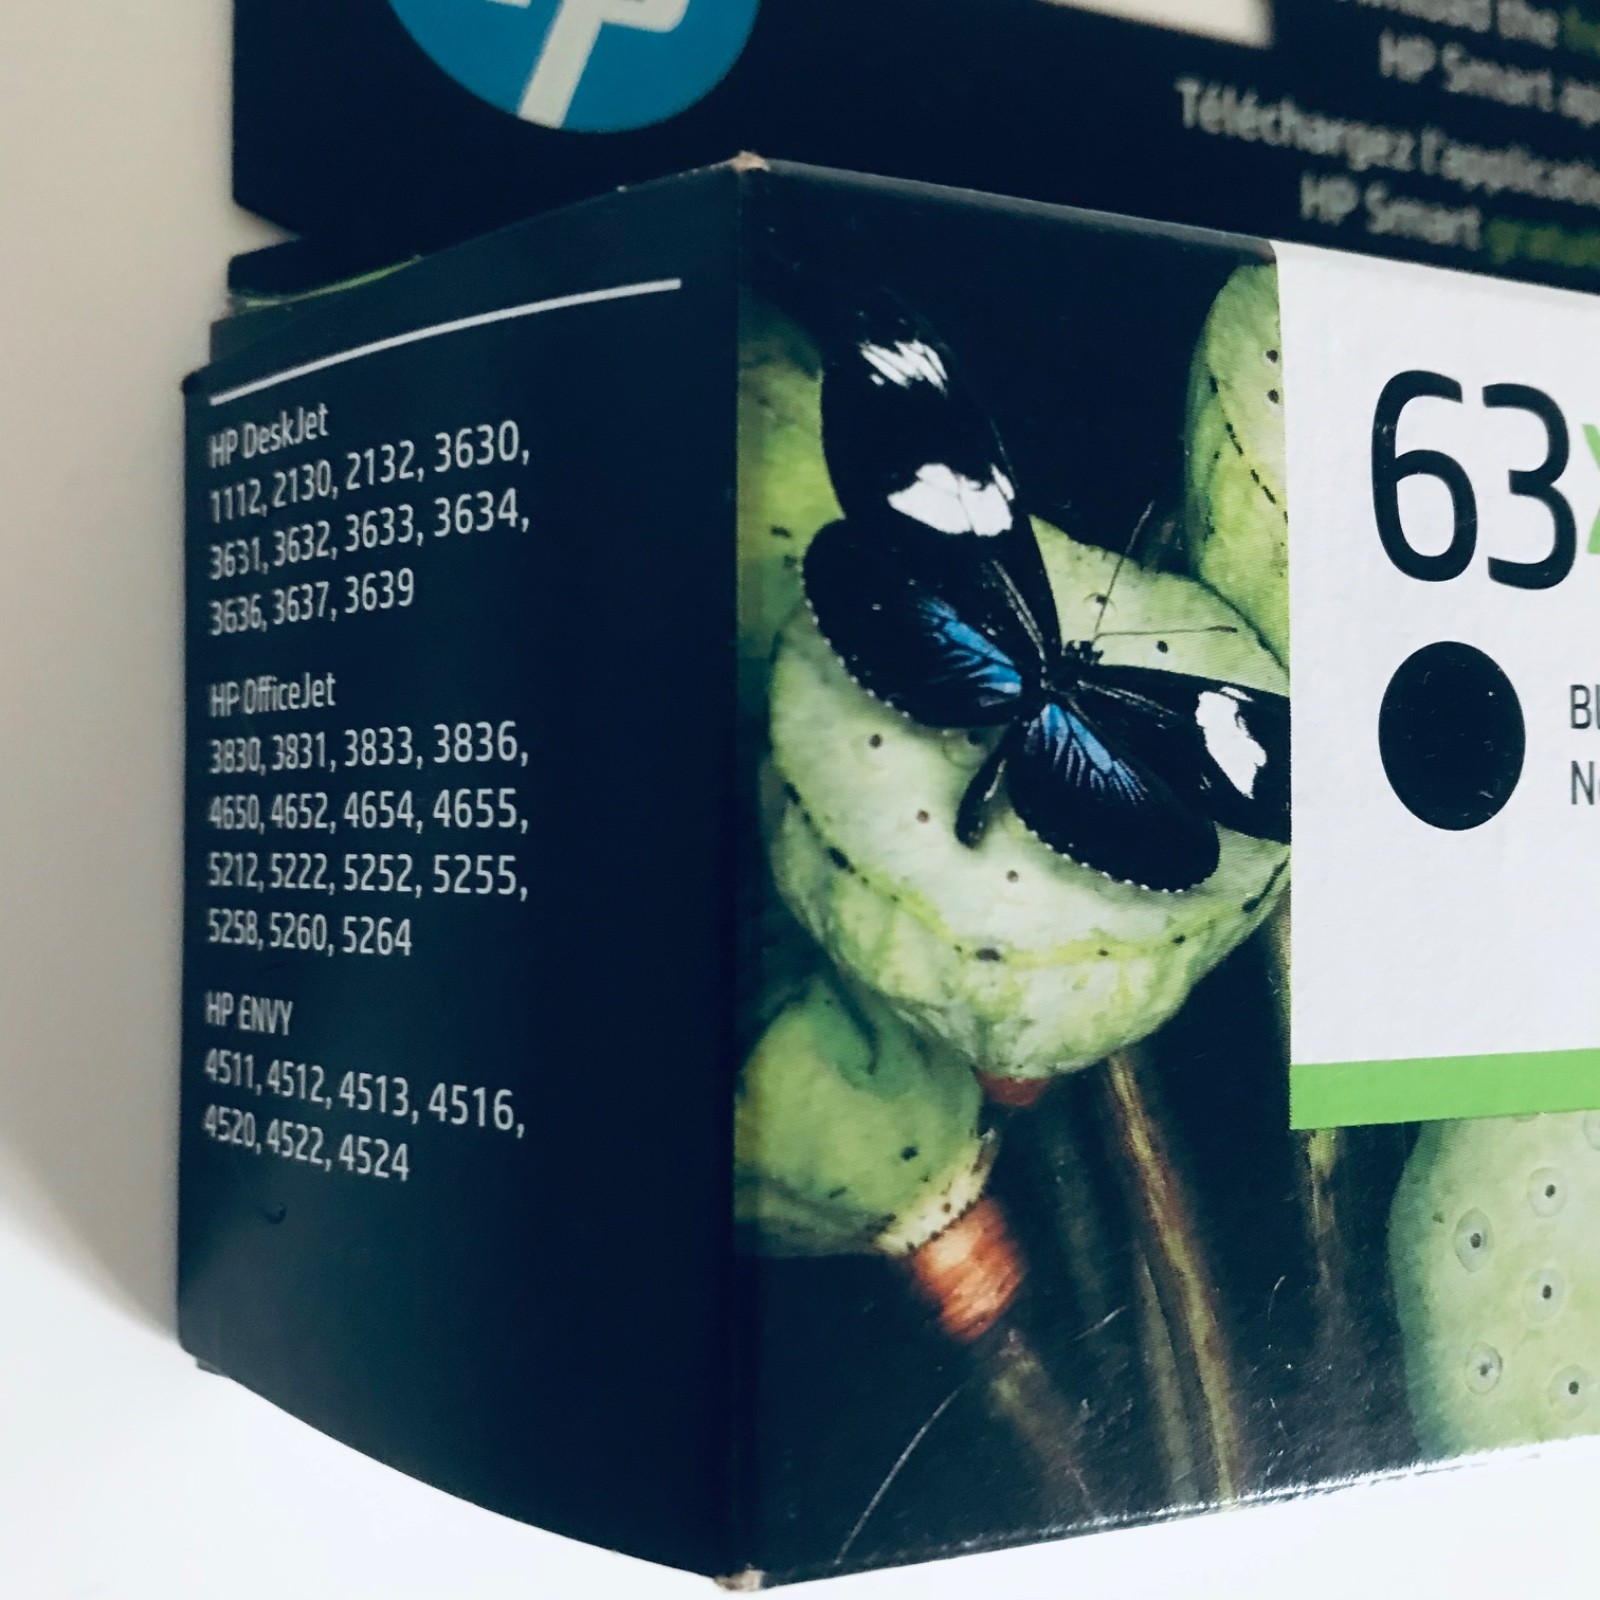 hp
the
HP Smart
Téléchargez
HP Smart
HP DeskJet
1112, 2130, 2132, 3630,
3631, 3632, 3633, 3634,
3636, 3637, 3639
HP OfficeJet
3830, 3831, 3833, 3836,
4650, 4652, 4654, 4655,
5212, 5222, 5252, 5255,
5258, 5260, 5264
HP ENVY
4511, 4512, 4513, 4516,
4520, 4522, 4524
63